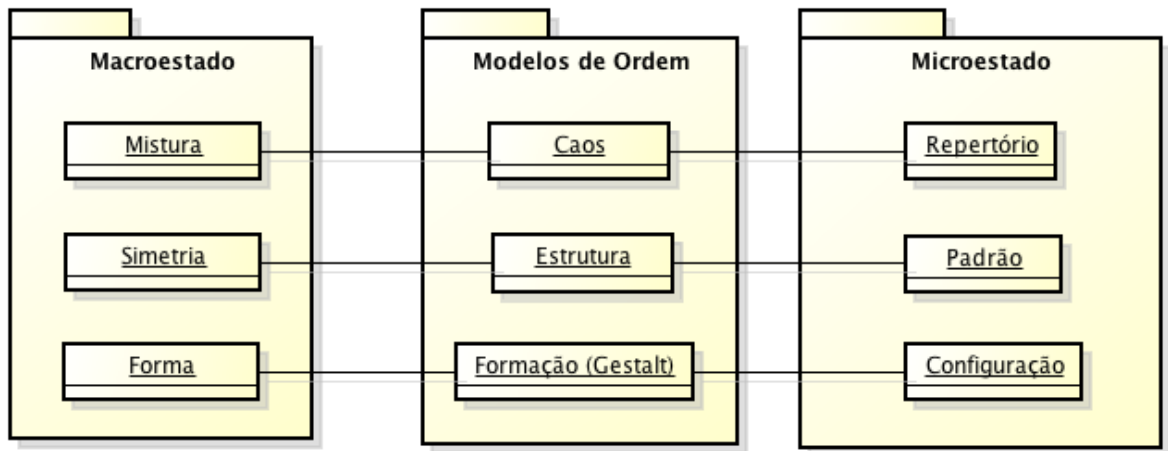 Macroestado
Modelos de Ordem
Microestado
Mistura
Caos
Repertório
Simetria
Estrutura
Padrão
Forma
Formação (Gestalt)
Configuração